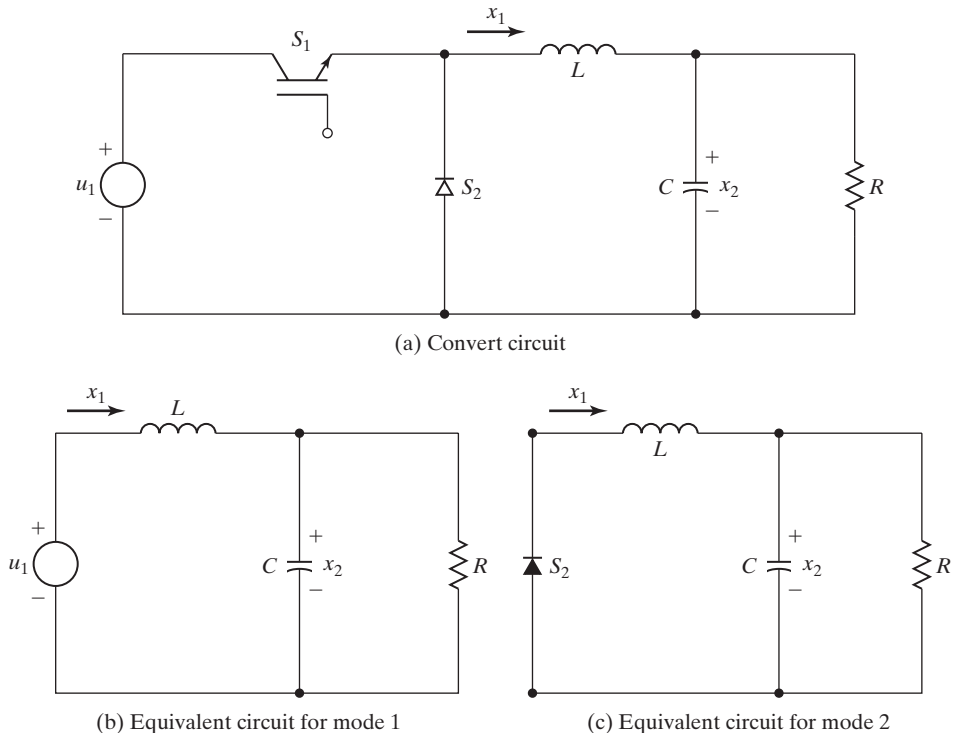 x1
S1
L
+
u1
−
S2
C
+
x2
−
R
(a) Convert circuit
x1
L
+
u1
−
C
+
x2
−
R
(b) Equivalent circuit for mode 1
x1
L
S2
C
+
x2
−
R
(c) Equivalent circuit for mode 2